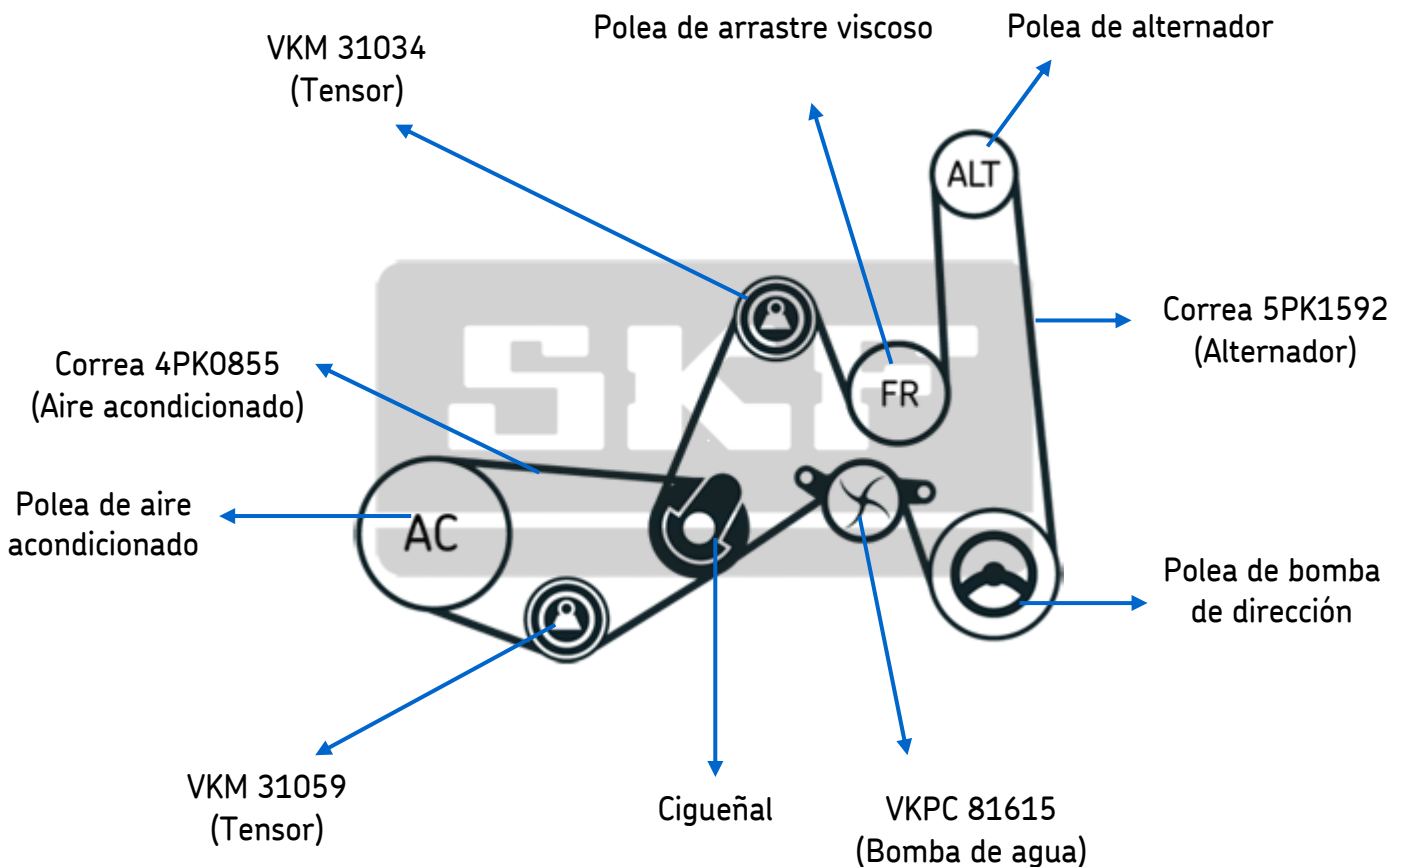 Polea de arrastre viscoso
Polea de alternador
VKM 31034
(Tensor)
ALT
Correa 5PK1592
(Alternador)
SKF
Correa 4PK0855
(Aire acondicionado)
FR
Polea de aire
acondicionado
AC
Polea de bomba
de dirección
VKM 31059
(Tensor)
Cigueñal
VKPC 81615
(Bomba de agua)